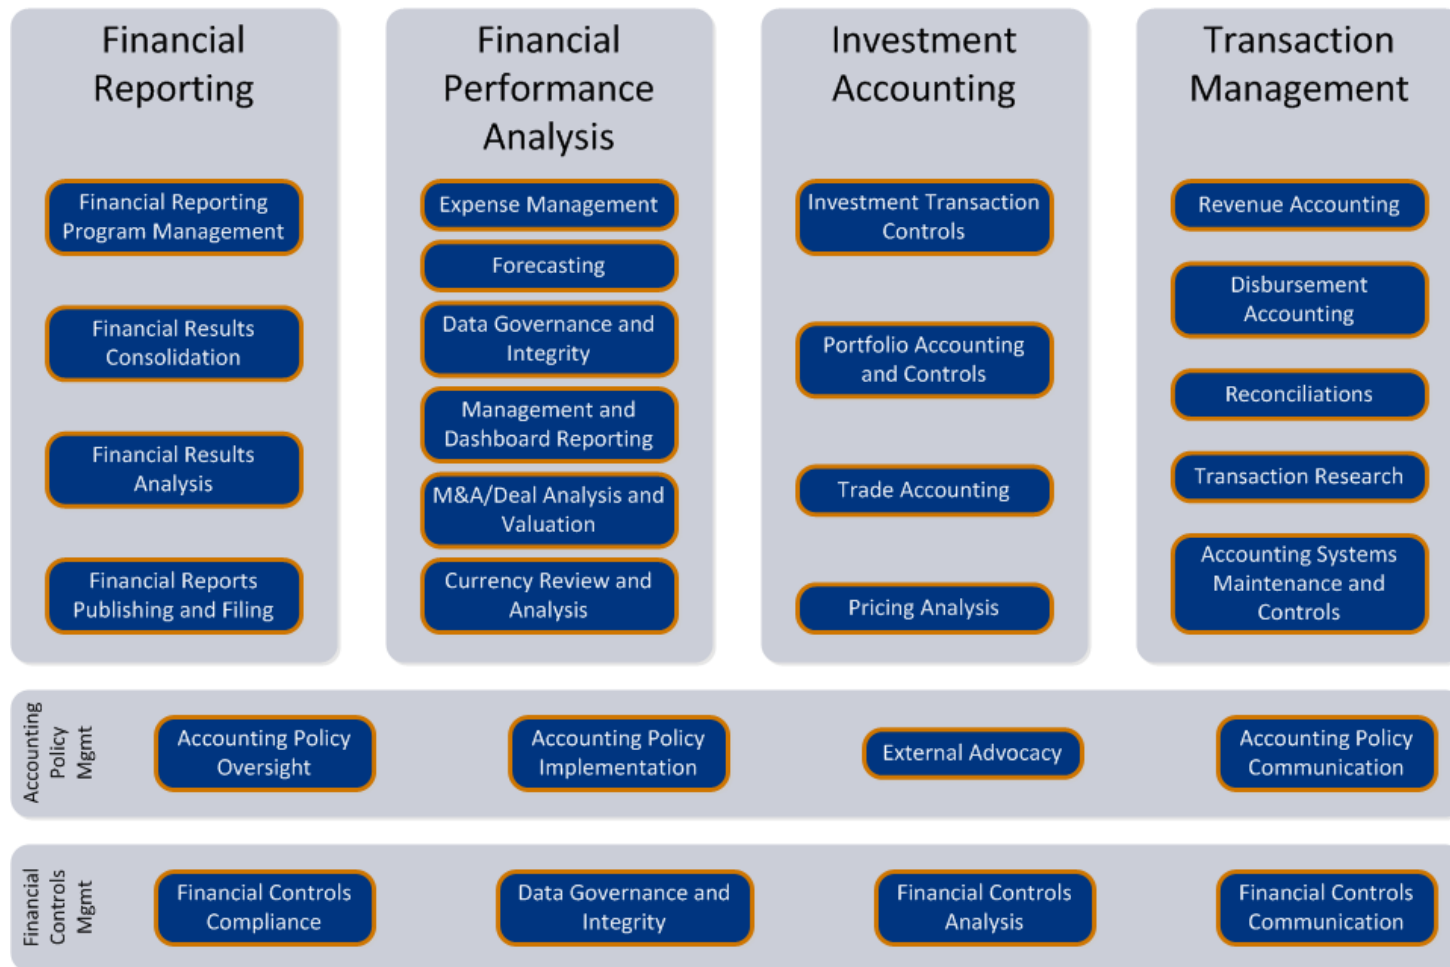 Financial
Reporting
Financial Reporting
Program Management
Financial Results
Consolidation
Financial Results
Analysis
Financial Reports
Publishing and Filing
Financial
Performance
Analysis
Expense Management
Forecasting
Data Governance and
Integrity
Management and
Dashboard Reporting
M&A/Deal Analysis and
Valuation
Currency Review and
Analysis
Investment
Accounting
Investment Transaction
Controls
Portfolio Accounting
and Controls
Trade Accounting
Pricing Analysis
Transaction
Management
Revenue Accounting
Disbursement
Accounting
Reconciliations
Transaction Research
Accounting Systems
Maintenance and
Controls
Accounting
Policy
Mgmt
Accounting Policy
Oversight
Accounting Policy
Implementation
External Advocacy
Accounting Policy
Communication
Financial
Controls
Mgmt
Financial Controls
Compliance
Data Governance and
Integrity
Financial Controls
Analysis
Financial Controls
Communication